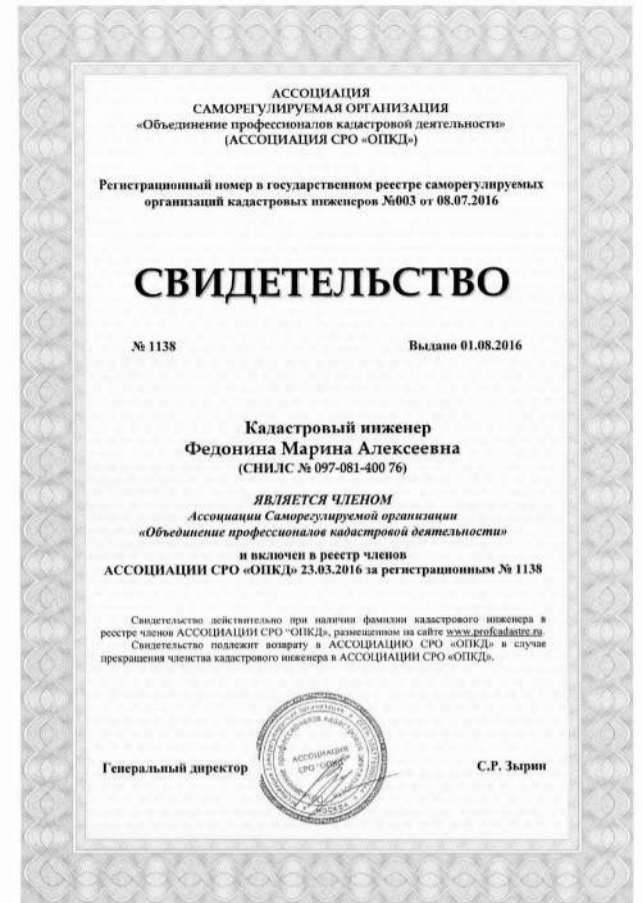 АССОЦИАЦИЯ
САМОРЕГУЛИРУЕМАЯ ОРГАНИЗАЦИЯ
«Объединение профессионалов кадастровой деятельности»
(АССОЦИАЦИЯ СРО «ОПКД»)
Регистрационный номер в государственном реестре саморегулируемых
организаций кадастровых инженеров №003 от 08.07.2016
СВИДЕТЕЛЬСТВО
№ 1138 Выдано 01.08.2016
Кадастровый инженер
Федонина Марина Алексеевна
(СНИЛС № 097-081-400 76)
ЯВЛЯЕТСЯ ЧЛЕНОМ
Ассоциации Саморегулируемой организации
«Объединение профессионалов кадастровой деятельности»
и включен в реестр членов
АССОЦИАЦИИ СРО «ОПКД» 23.03.2016 за регистрационным № 1138
Свидетельство действительно при наличии фамилии кадастрового инженера в
реестре членов АССОЦИАЦИИ СРО "ОПКД», размещенном на сайте www.profcadastre.ru.
Свидетельство подлежит возврату в АССОЦИАЦИЮ СРО «ОПКД» в случае
прекращения членства кадастрового инженера в АССОЦИАЦИИ СРО «ОПКД».
АССОЦИАЦИЯ
СРО "ОПКД"
МОСКВА
Генеральный директор С.Р. Зырин